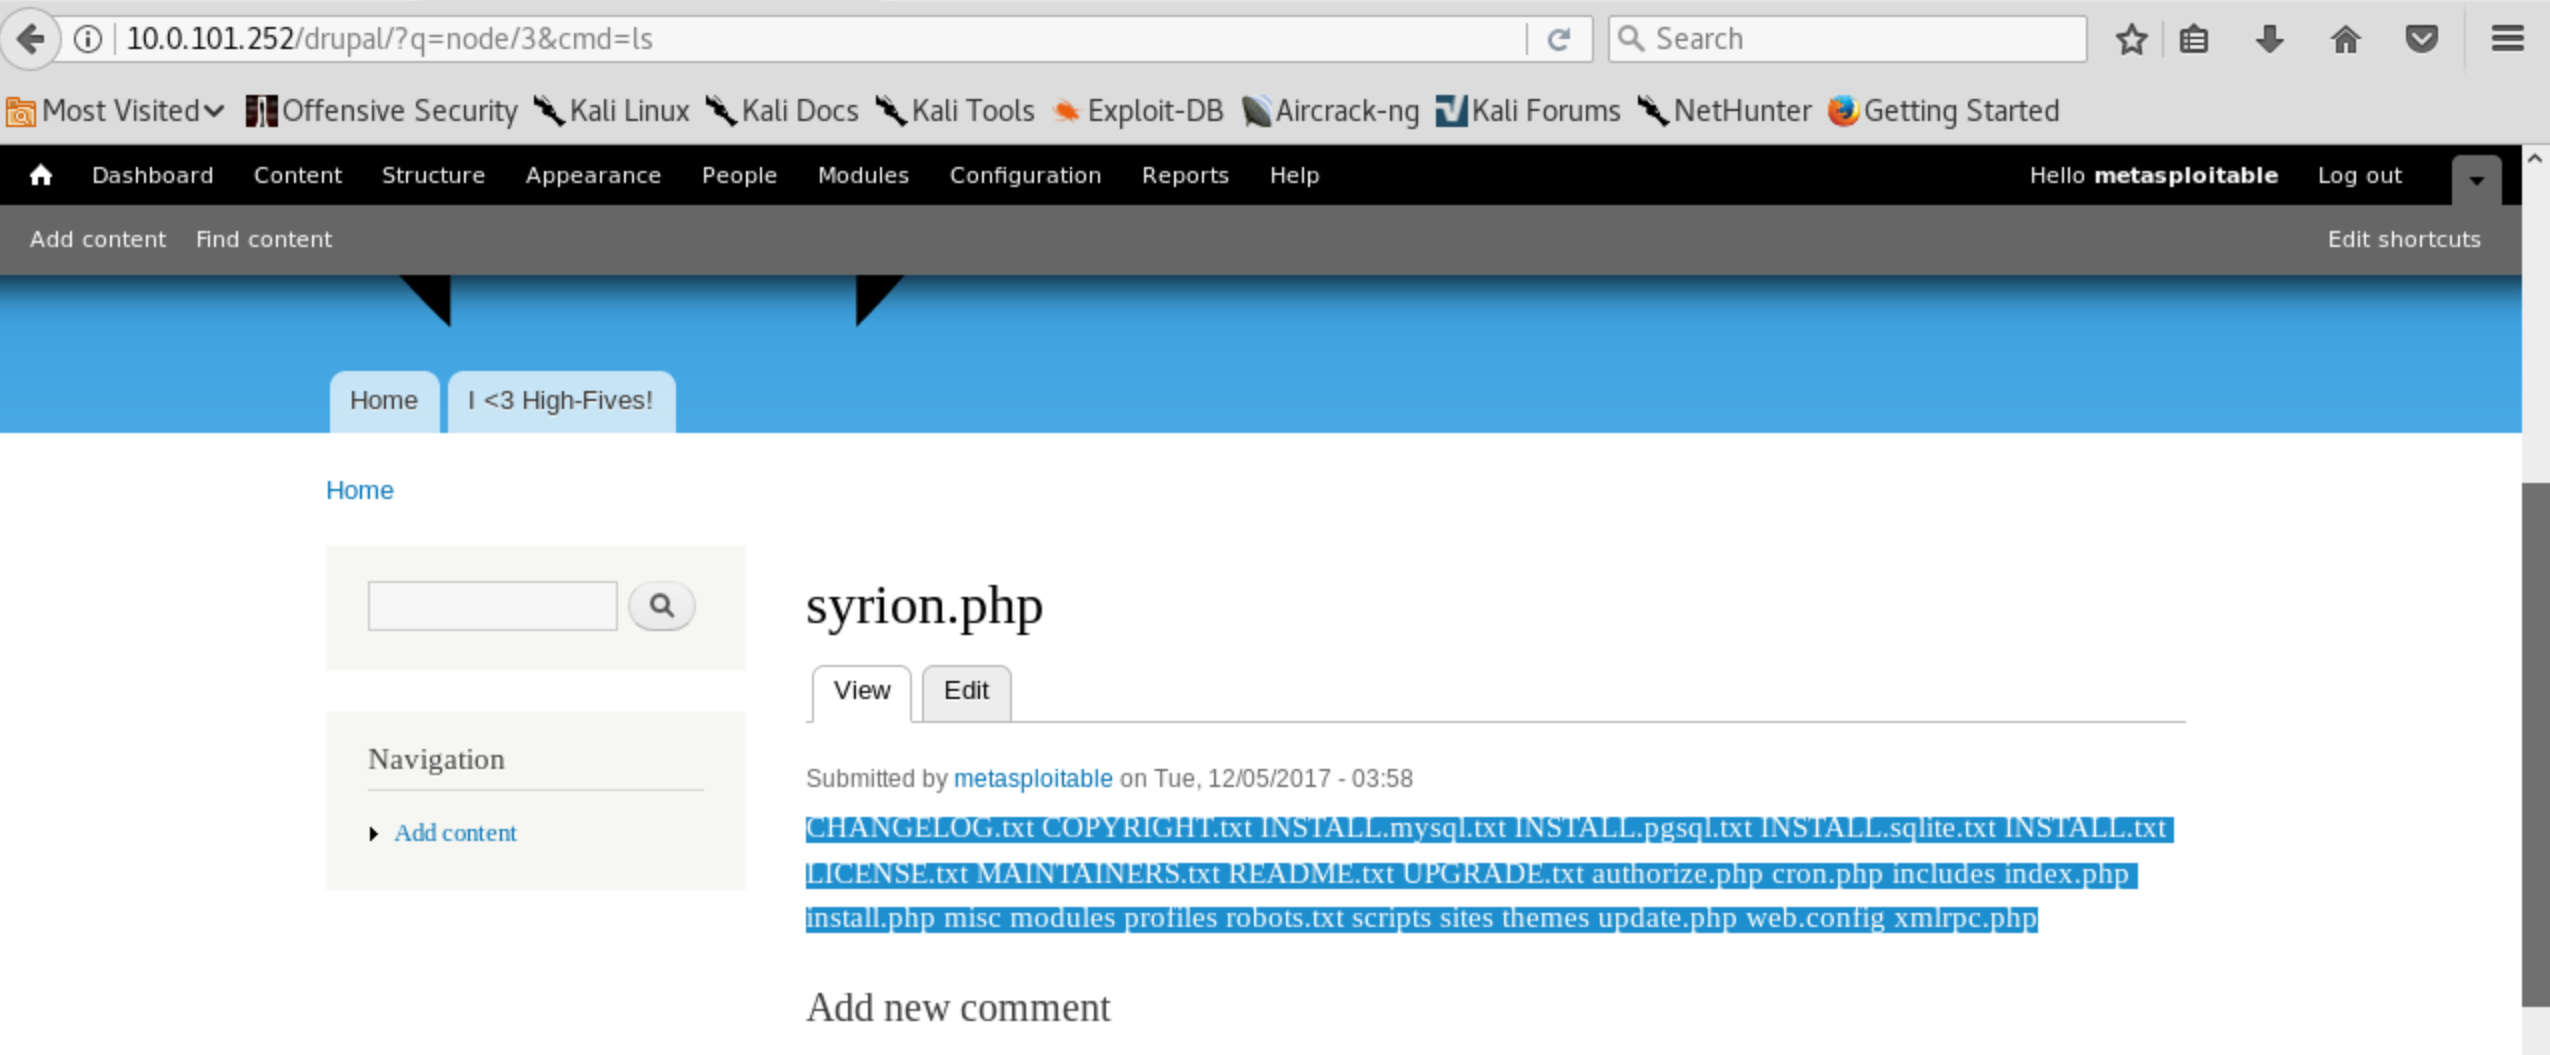 10.0.101.252/drupal/?q=node/3&cmd=ls Search
Most Visited Offensive Security Kali Linux Kali Docs Kali Tools Exploit-DB Aircrack-ng Kali Forums NetHunter Getting Started
Dashboard Content Structure Appearance People Modules Configuration Reports Help Hello metasploitable Log out
Add content Find content Edit shortcuts
Home I <3 High-Fives!
Home
syrion.php
View Edit
Navigation
Add content
Submitted by metasploitable on Tue, 12/05/2017 - 03:58
CHANGELOG.txt COPYRIGHT.txt INSTALL.mysql.txt INSTALL.pgsql.txt INSTALL.sqlite.txt INSTALL.txt
LICENSE.txt MAINTAINERS.txt README.txt UPGRADE.txt authorize.php cron.php includes index.php
install.php misc modules profiles robots.txt scripts sites themes update.php web.config xmlrpc.php
Add new comment